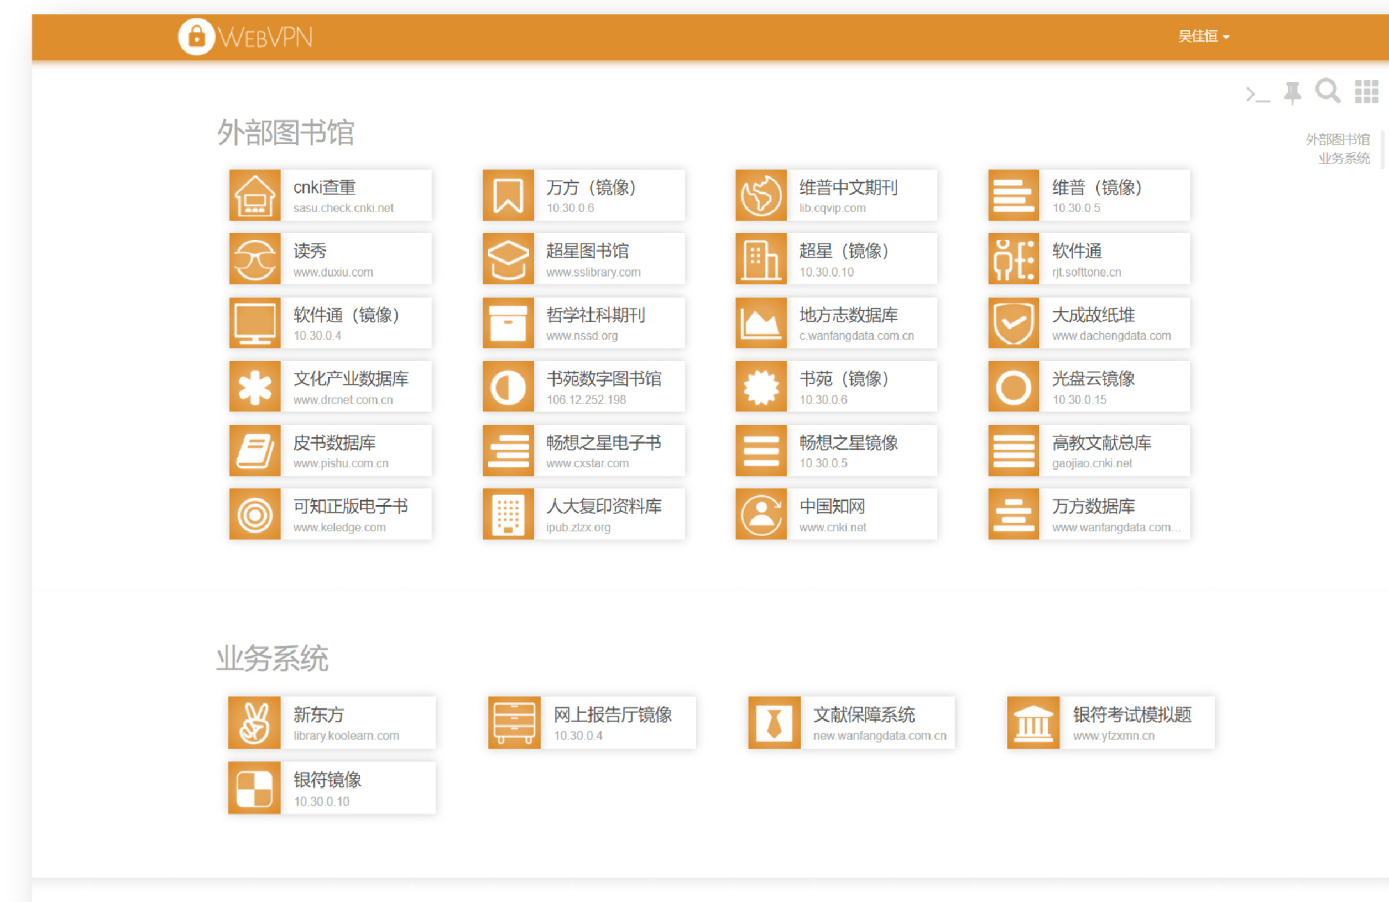 WEBVPN
吴佳恒
外部图书馆
外部图书馆
业务系统
cnki查重
sasu.check.cnki.net
万方（镜像）
10.30.0.6
维普中文期刊
lib.cqvip.com
维普（镜像）
10.30.0.5
读秀
www.duxiu.com
超星图书馆
www.sslibrary.com
超星（镜像）
10.30.0.10
软件通
rjt.softtone.cn
软件通（镜像）
10.30.0.4
哲学社科期刊
www.nssd.org
地方志数据库
c.wanfangdata.com.cn
大成故纸堆
www.dachengdata.com
文化产业数据库
www.drcnet.com.cn
书苑数字图书馆
106.12.252.198
书苑（镜像）
10.30.0.6
光盘云镜像
10.30.0.15
皮书数据库
www.pishu.com.cn
畅想之星电子书
www.cxstar.com
畅想之星镜像
10.30.0.5
高教文献总库
gaojiao.cnki.net
可知正版电子书
www.keledge.com
人大复印资料库
ipub.zlzx.org
中国知网
www.cnki.net
万方数据库
www.wanfangdata.com...
业务系统
新东方
library.koolearn.com
网上报告厅镜像
10.30.0.4
文献保障系统
new.wanfangdata.com.cn
银符考试模拟题
www.yfzxmn.cn
银符镜像
10.30.0.10